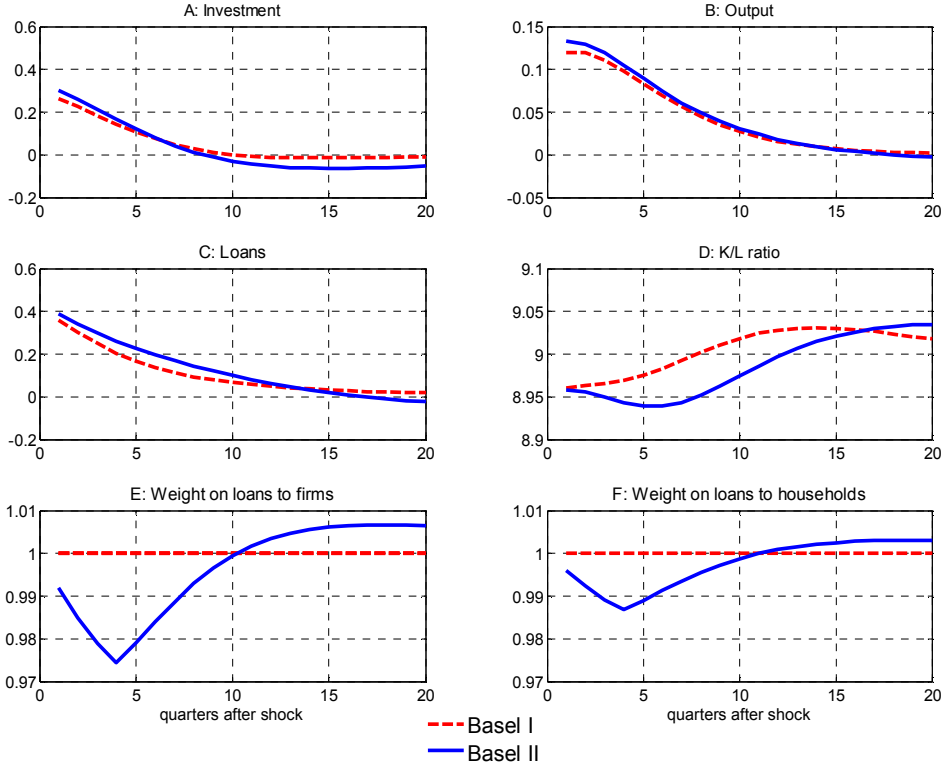 A: Investment
B: Output
0.6
0.4
0.2
0
-0.2
0 5 10 15 20
0.15
0.1
0.05
0
-0.05
0 5 10 15 20
C: Loans
D: K/L ratio
0.6
0.4
0.2
0
-0.2
0 5 10 15 20
9.1
9.05
9
8.95
8.9
0 5 10 15 20
E: Weight on loans to firms
F: Weight on loans to households
1.01
1
0.99
0.98
0.97
0 5 10 15 20
quarters after shock
1.01
1
0.99
0.98
0.97
0 5 10 15 20
quarters after shock
Basel I
Basel II